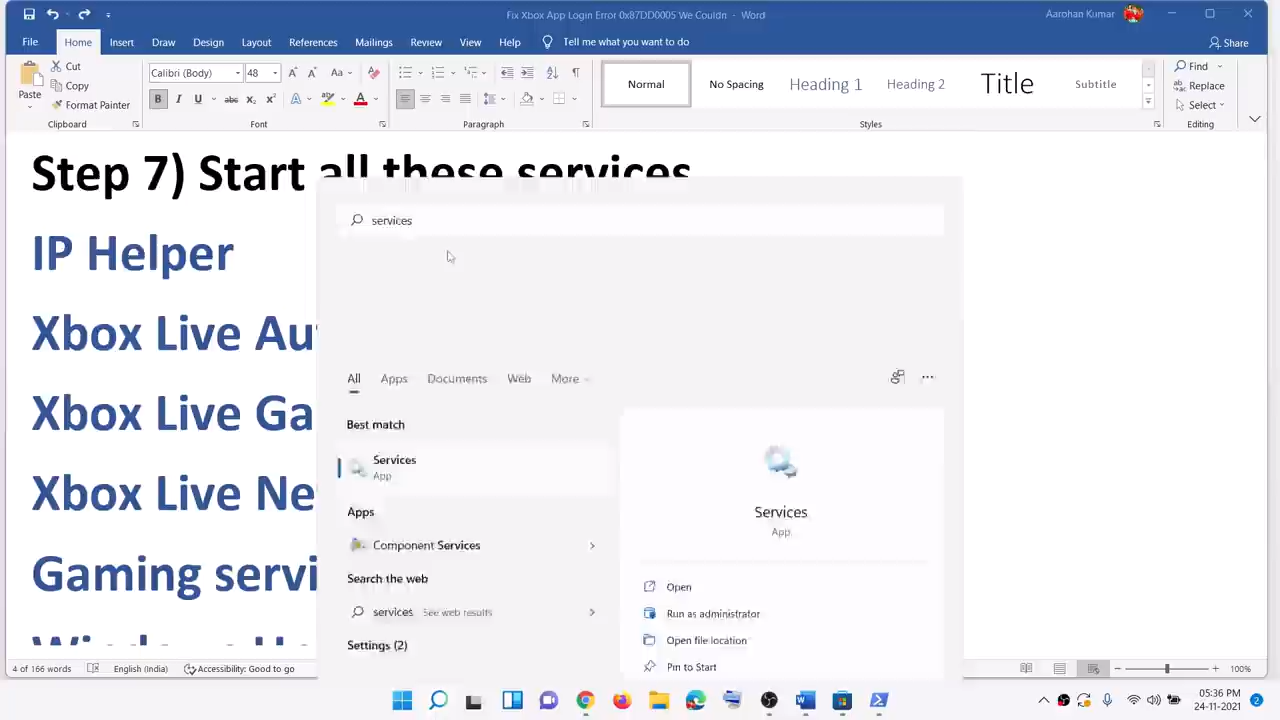 Fix Xbox App Login Error 0x87DD0005 We Couldn - Word
Aarohan Kumar
File Home Insert Draw Design Layout References Mailings Review View Help Tell me what you want to do
Share
Paste
Cut
Copy
Format Painter
Clipboard
Calibri (Body) 48
Font
Paragraph
Normal No Spacing Heading 1 Heading 2 Title Subtitle
Styles
Find
Replace
Select
Editing
Step 7) Start all these services
IP Helper
Xbox Live Au
Xbox Live Ga
Xbox Live Ne
Gaming servi
services
All Apps Documents Web More
Best match
Services
App
Apps
Component Services
Search the web
services See web results
Settings (2)
Services
App
Open
Run as administrator
Open file location
Pin to Start
4 of 166 words English (India) Accessibility: Good to go
100%
05:36 PM
24-11-2021
2